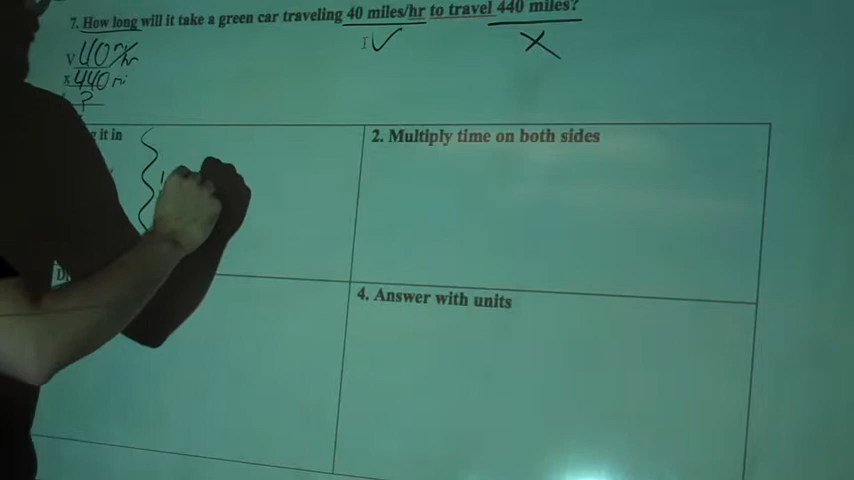 7. How long will it take a green car traveling 40 miles/hr to travel 440 miles?
V 40 mi/hr
X 440 mi
?
V
X
it in
2. Multiply time on both sides
4. Answer with units